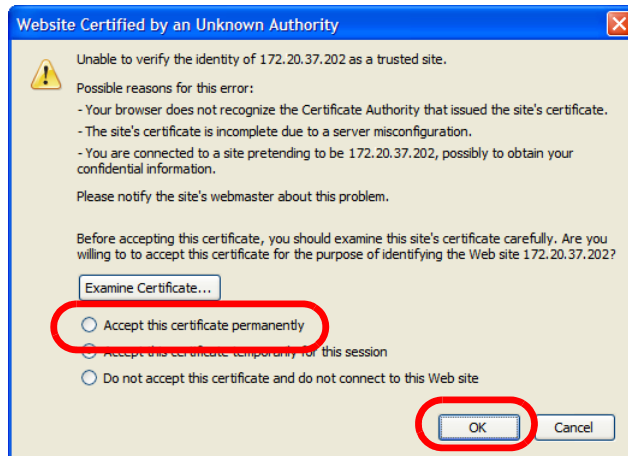 Website Certified by an Unknown Authority
Unable to verify the identity of 172.20.37.202 as a trusted site.
Possible reasons for this error:
- Your browser does not recognize the Certificate Authority that issued the site's certificate.
- The site's certificate is incomplete due to a server misconfiguration.
- You are connected to a site pretending to be 172.20.37.202, possibly to obtain your
confidential information.
Please notify the site's webmaster about this problem.
Before accepting this certificate, you should examine this site's certificate carefully. Are you
willing to to accept this certificate for the purpose of identifying the Web site 172.20.37.202?
Examine Certificate...
Accept this certificate permanently
Accept this certificate temporarily for this session
Do not accept this certificate and do not connect to this Web site
OK Cancel